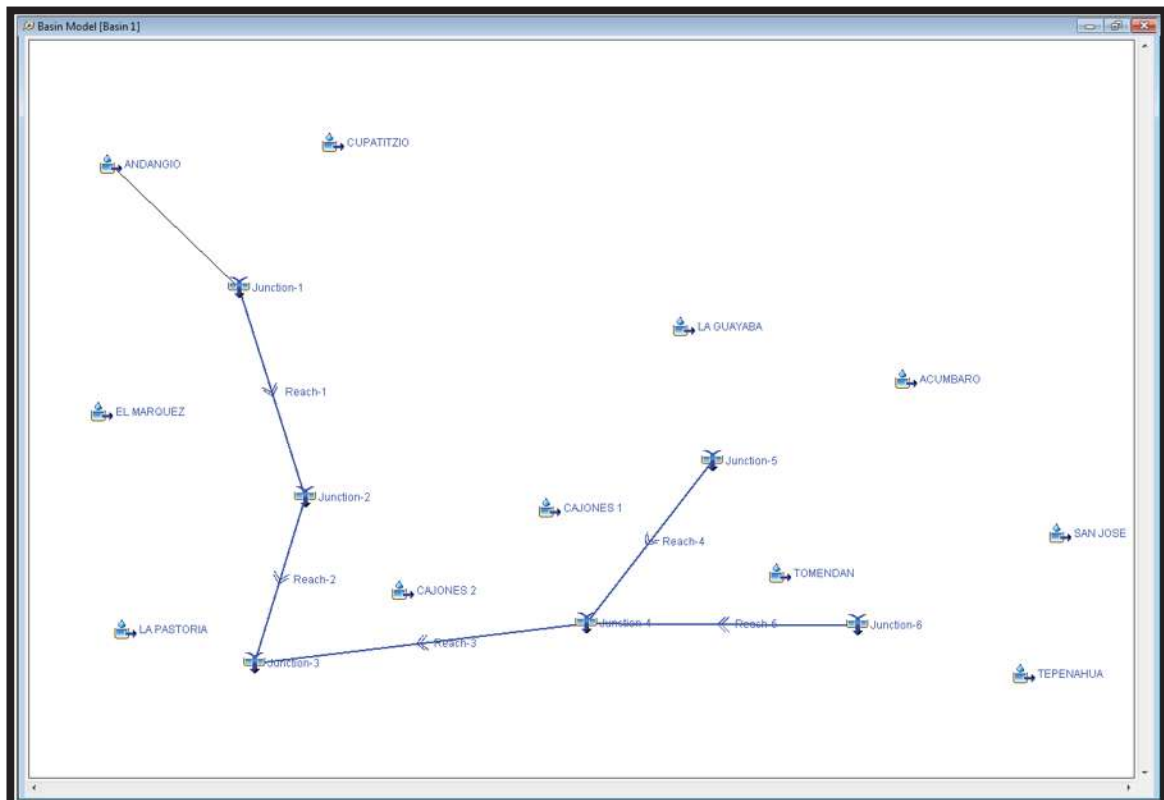 Basin Model [Basin 1]
CUPATITZIO
ANDANGIO
Junction-1
LA GUAYABA
ACUMBARO
Reach-1
EL MARQUEZ
Junction-5
Junction-2
CAJONES 1
SAN JOSE
Reach-4
TOMENDAN
Reach-2
CAJONES 2
LA PASTORIA
Junction-4
Reach-5
Junction-6
Reach-3
Junction-3
TEPENAHUA